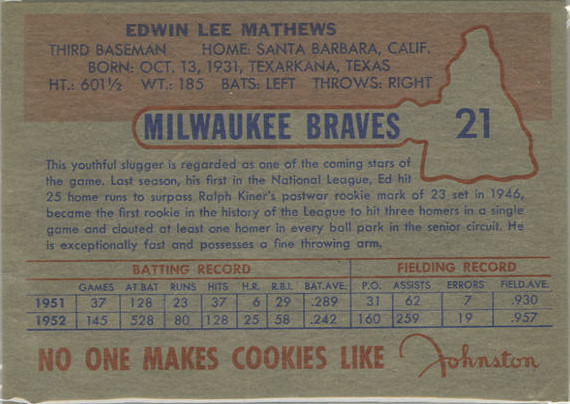 EDWIN LEE MATHEWS
THIRD BASEMAN HOME: SANTA BARBARA, CALIF.
BORN: OCT. 13, 1931, TEXARKANA, TEXAS
HT.: 601½ WT.: 185 BATS: LEFT THROWS: RIGHT
MILWAUKEE BRAVES 21
This youthful slugger is regarded as one of the coming stars of
the game. Last season, his first in the National League, Ed hit
25 home runs to surpass Ralph Kiner's postwar rookie mark of 23 set in 1946,
became the first rookie in the history of the League to hit three homers in a single
game and clouted at least one homer in every ball park in the senior circuit. He
is exceptionally fast and possesses a fine throwing arm.
BATTING RECORD FIELDING RECORD
GAMES AT BAT RUNS HITS H.R. R.B.I. BAT.AVE. P.O. ASSISTS ERRORS FIELD.AVE.
1951 37 128 23 37 6 29 .289 31 62 7 .930
1952 145 528 80 128 25 58 .242 160 259 19 .957
NO ONE MAKES COOKIES LIKE Johnston